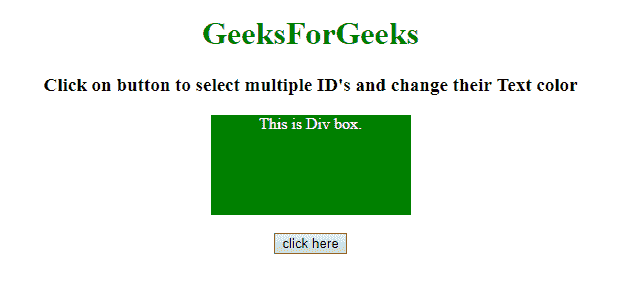 GeeksForGeeks
Click on button to select multiple ID's and change their Text color
This is Div box.
click here